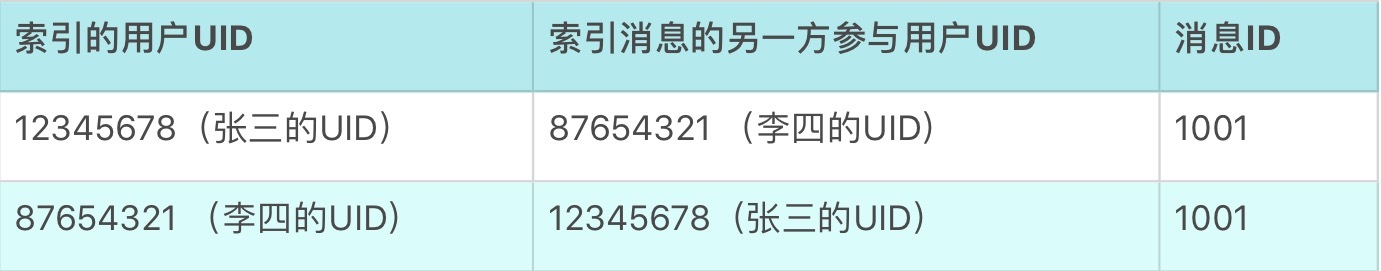 索引的用户UID 索引消息的另一方参与用户UID 消息ID
12345678（张三的UID） 87654321 （李四的UID） 1001
87654321 （李四的UID） 12345678（张三的UID） 1001